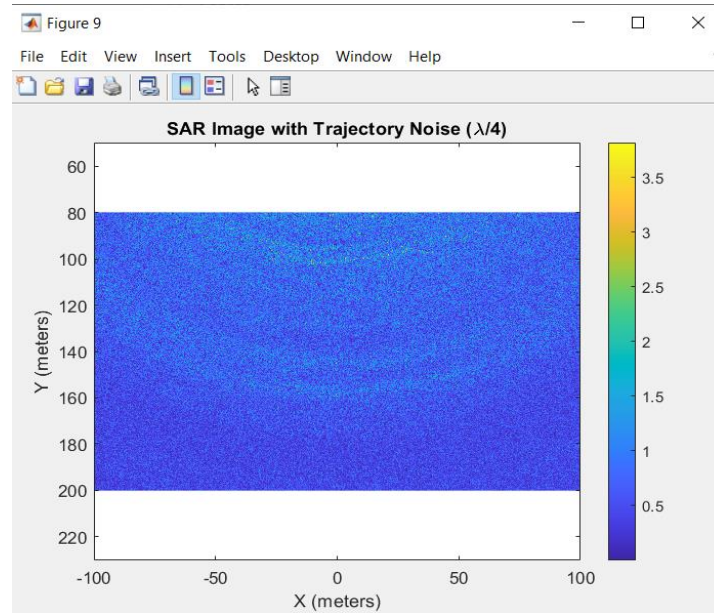 Figure 9
File Edit View Insert Tools Desktop Window Help
SAR Image with Trajectory Noise (λ/4)
60
80
100
120
140
160
180
200
220
Y (meters)
-100 -50 0 50 100
X (meters)
3.5
3
2.5
2
1.5
1
0.5